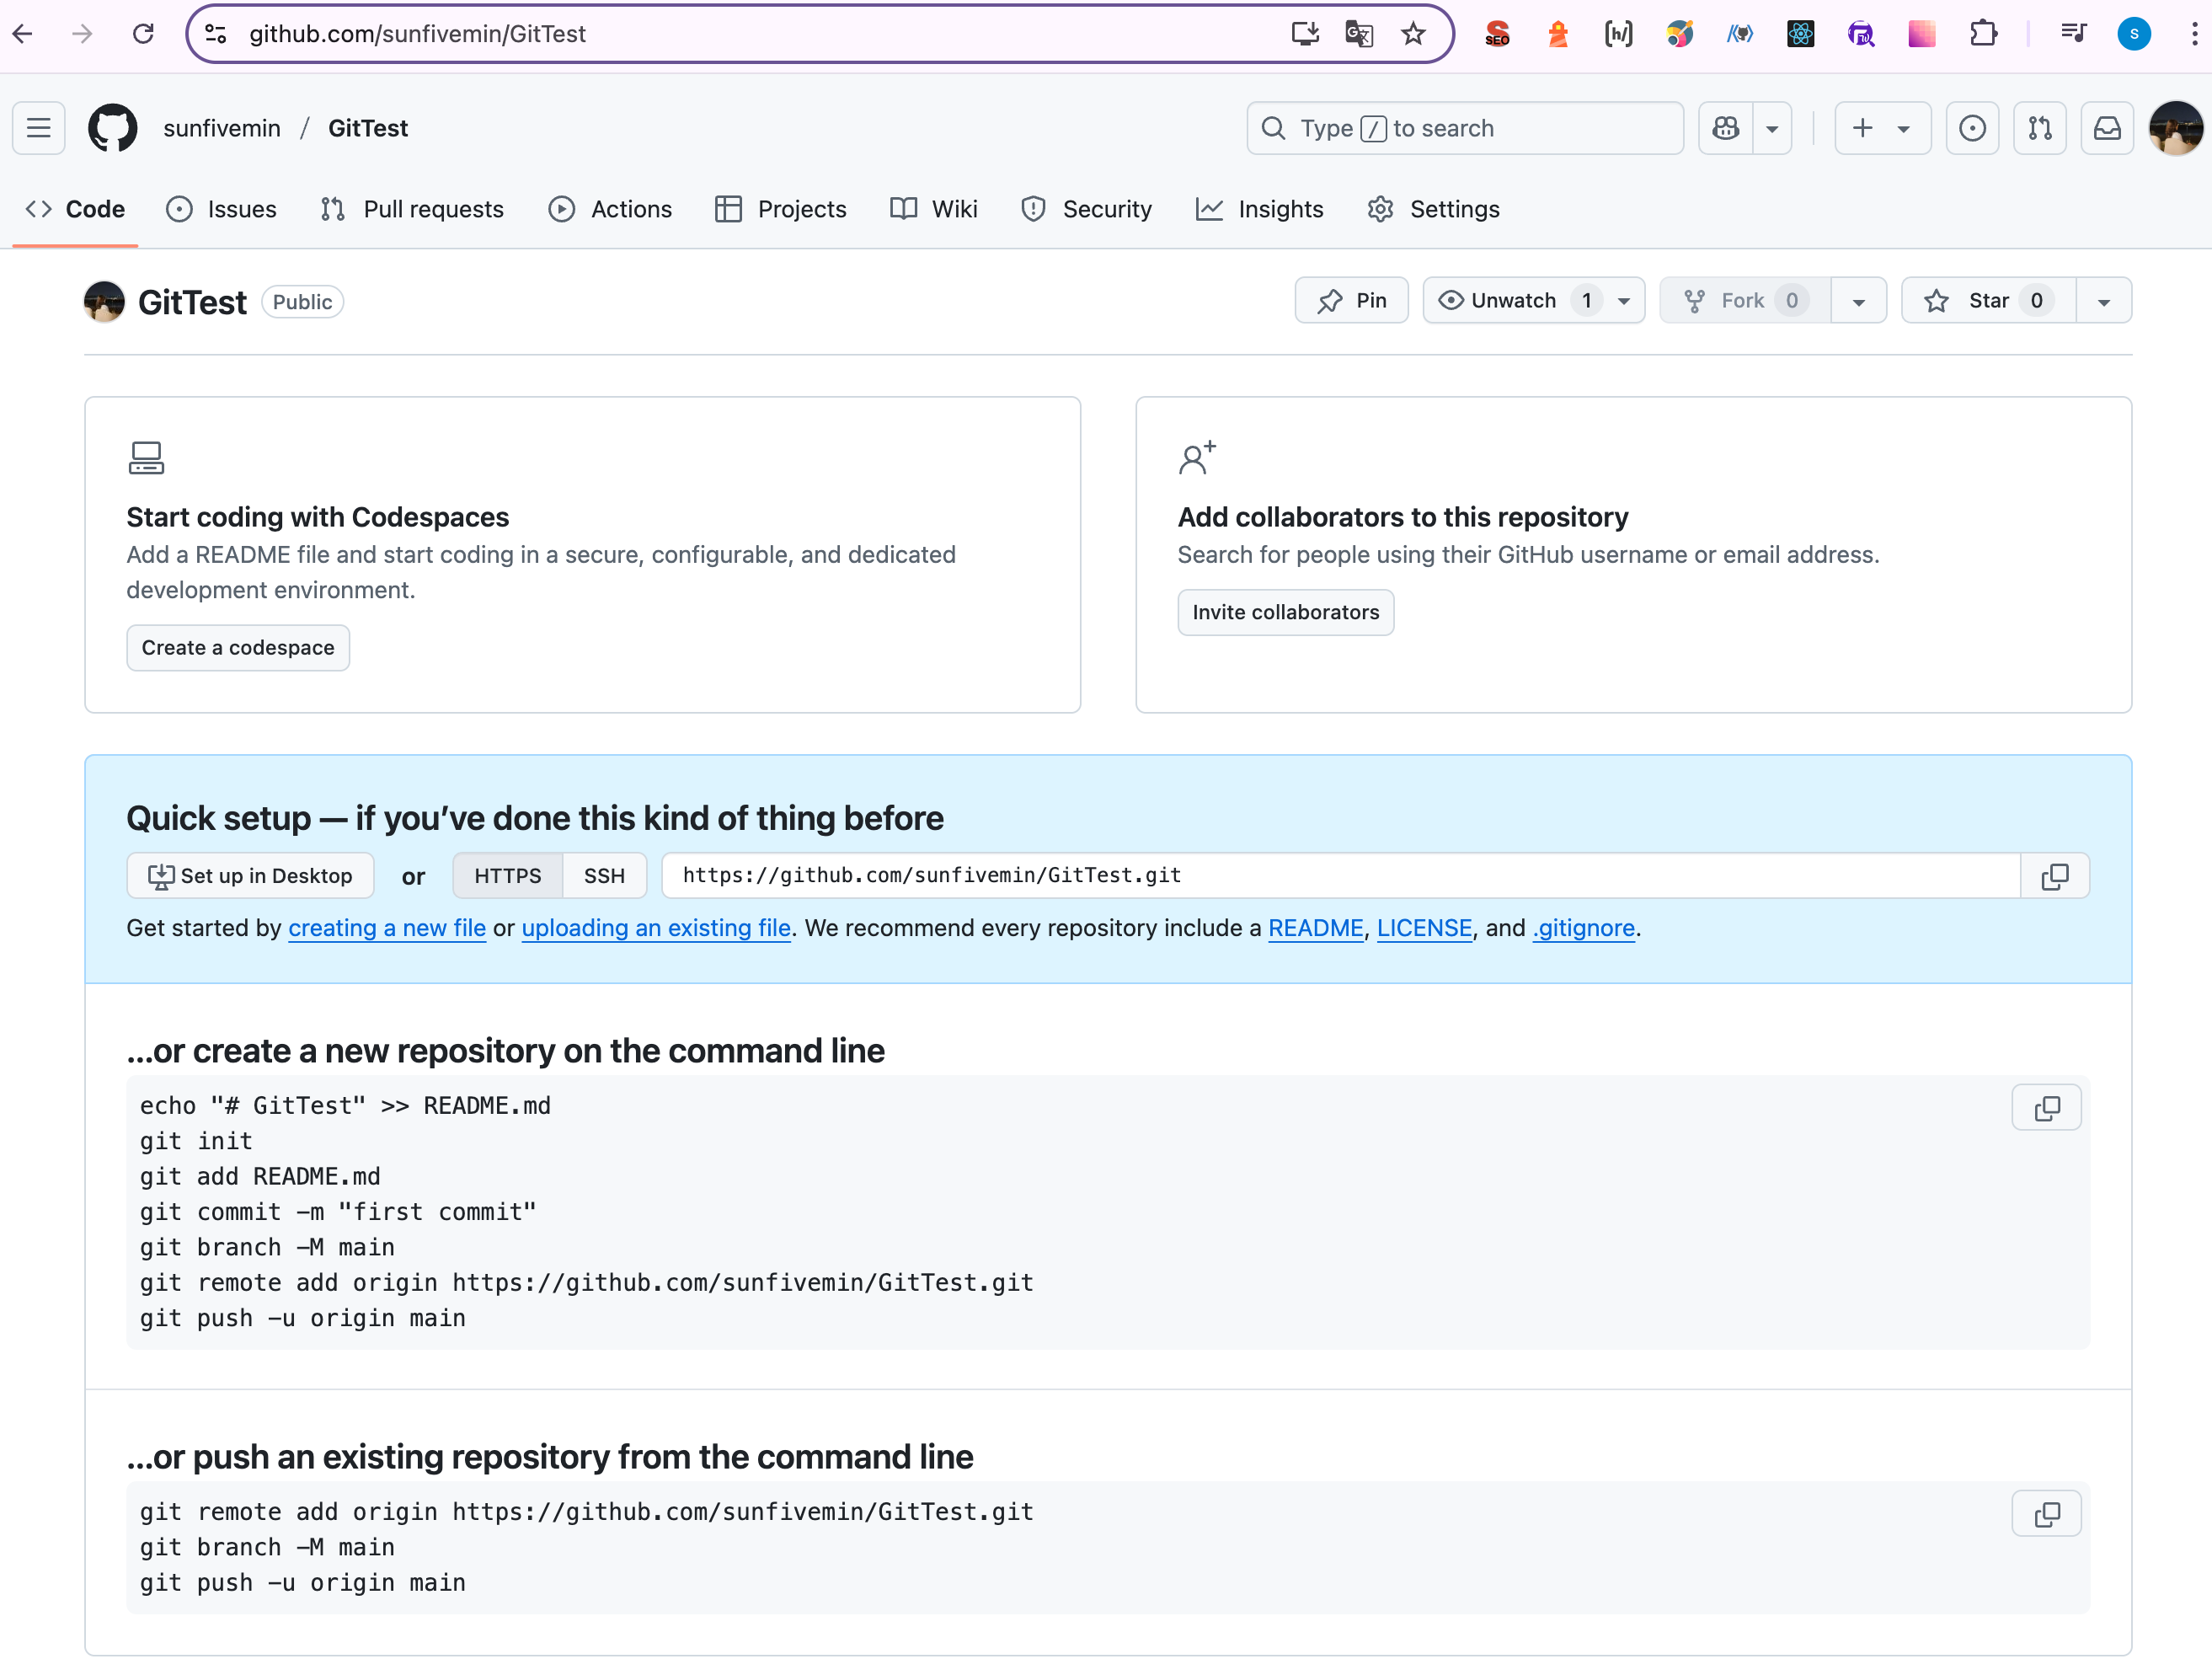 github.com/sunfivemin/GitTest
SEO
[h/]
S
sunfivemin / GitTest
Type / to search
Code Issues Pull requests Actions Projects Wiki Security Insights Settings
GitTest Public
Pin
Unwatch 1
Fork 0
Star 0
Start coding with Codespaces
Add a README file and start coding in a secure, configurable, and dedicated
development environment.
Create a codespace
Add collaborators to this repository
Search for people using their GitHub username or email address.
Invite collaborators
Quick setup — if you’ve done this kind of thing before
Set up in Desktop or HTTPS SSH https://github.com/sunfivemin/GitTest.git
Get started by creating a new file or uploading an existing file. We recommend every repository include a README, LICENSE, and .gitignore.
…or create a new repository on the command line
echo "# GitTest" >> README.md
git init
git add README.md
git commit -m "first commit"
git branch -M main
git remote add origin https://github.com/sunfivemin/GitTest.git
git push -u origin main
…or push an existing repository from the command line
git remote add origin https://github.com/sunfivemin/GitTest.git
git branch -M main
git push -u origin main